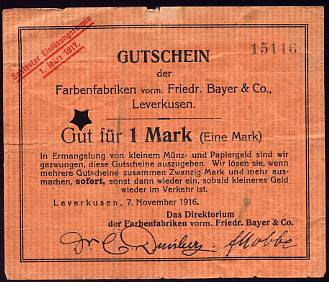 Spätester Einlösungstermin
1. März 1917.
GUTSCHEIN
15116
der
Farbenfabriken vorm. Friedr. Bayer & Co.,
Leverkusen.
Gut für 1 Mark (Eine Mark)
In Ermangelung von kleinem Münz- und Papiergeld sind wir
gezwungen, diese Gutscheine auszugeben. Wir lösen sie, wenn
mehrere Gutscheine zusammen Zwanzig Mark und mehr aus-
machen, sofort, sonst dann wieder ein, sobald kleineres Geld
wieder im Verkehr ist.
Leverkusen, 7. November 1916.
Das Direktorium
der Farbenfabriken vorm. Friedr. Bayer & Co.
Dr C. Duisberg